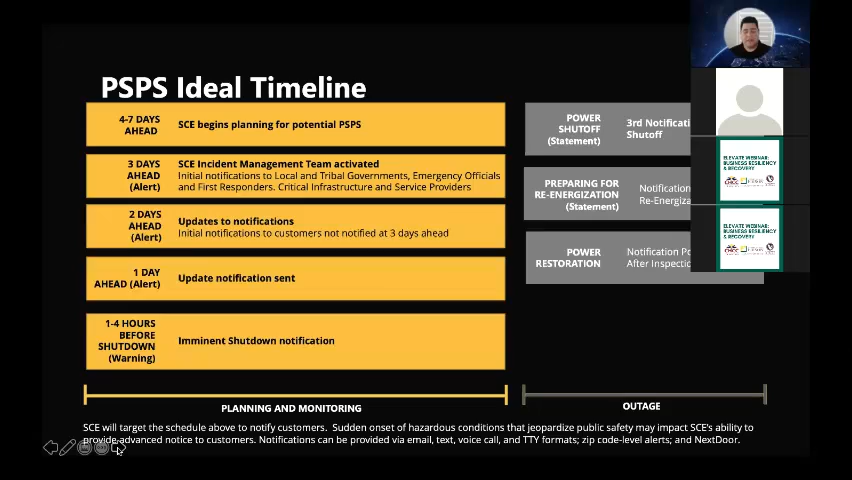 PSPS Ideal Timeline
4-7 DAYS
AHEAD
SCE begins planning for potential PSPS
3 DAYS
AHEAD
(Alert)
SCE Incident Management Team activated
Initial notifications to Local and Tribal Governments, Emergency Officials
and First Responders. Critical Infrastructure and Service Providers
2 DAYS
AHEAD
(Alert)
Updates to notifications
Initial notifications to customers not notified at 3 days ahead
1 DAY
AHEAD (Alert)
Update notification sent
1-4 HOURS
BEFORE
SHUTDOWN
(Warning)
Imminent Shutdown notification
PLANNING AND MONITORING
POWER
SHUTOFF
(Statement)
3rd Notificati
Shutoff
PREPARING FOR
RE-ENERGIZATION
(Statement)
Notification
Re-Energiza
POWER
RESTORATION
Notification Po
After Inspectio
OUTAGE
SCE will target the schedule above to notify customers.  Sudden onset of hazardous conditions that jeopardize public safety may impact SCE's ability to
provide advanced notice to customers. Notifications can be provided via email, text, voice call, and TTY formats; zip code-level alerts; and NextDoor.
ELEVATE WEBINAR:
BUSINESS RESILIENCY
& RECOVERY
ELEVATE WEBINAR:
BUSINESS RESILIENCY
& RECOVERY